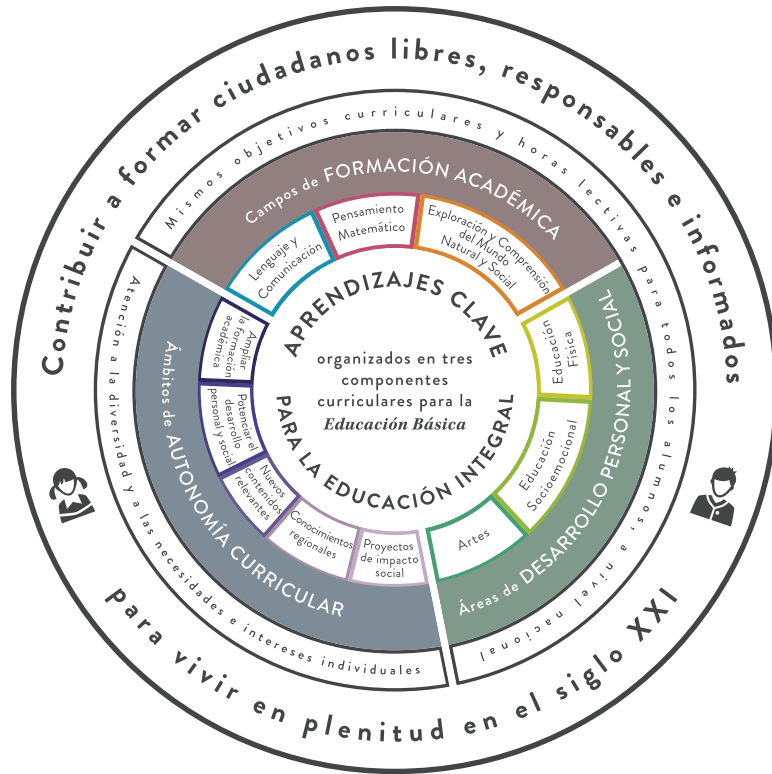 Contribuir a formar ciudadanos libres, responsables e informados
para vivir en plenitud en el siglo XXI
Mismos objetivos curriculares y horas lectivas para todos los alumnos, a nivel nacional
Atención a la diversidad y a las necesidades e intereses individuales
Campos de FORMACIÓN ACADÉMICA
Lenguaje y
Comunicación
Pensamiento
Matemático
Exploración y Comprensión
del Mundo
Natural y Social
Áreas de DESARROLLO PERSONAL Y SOCIAL
Educación
Física
Educación
Socioemocional
Artes
Ámbitos de AUTONOMÍA CURRICULAR
Ampliar
la formación
académica
Potenciar el
desarrollo
personal y social
Nuevos
contenidos
relevantes
Conocimientos
regionales
Proyectos
de impacto
social
APRENDIZAJES CLAVE
organizados en tres
componentes
curriculares para la
Educación Básica
PARA LA EDUCACIÓN INTEGRAL